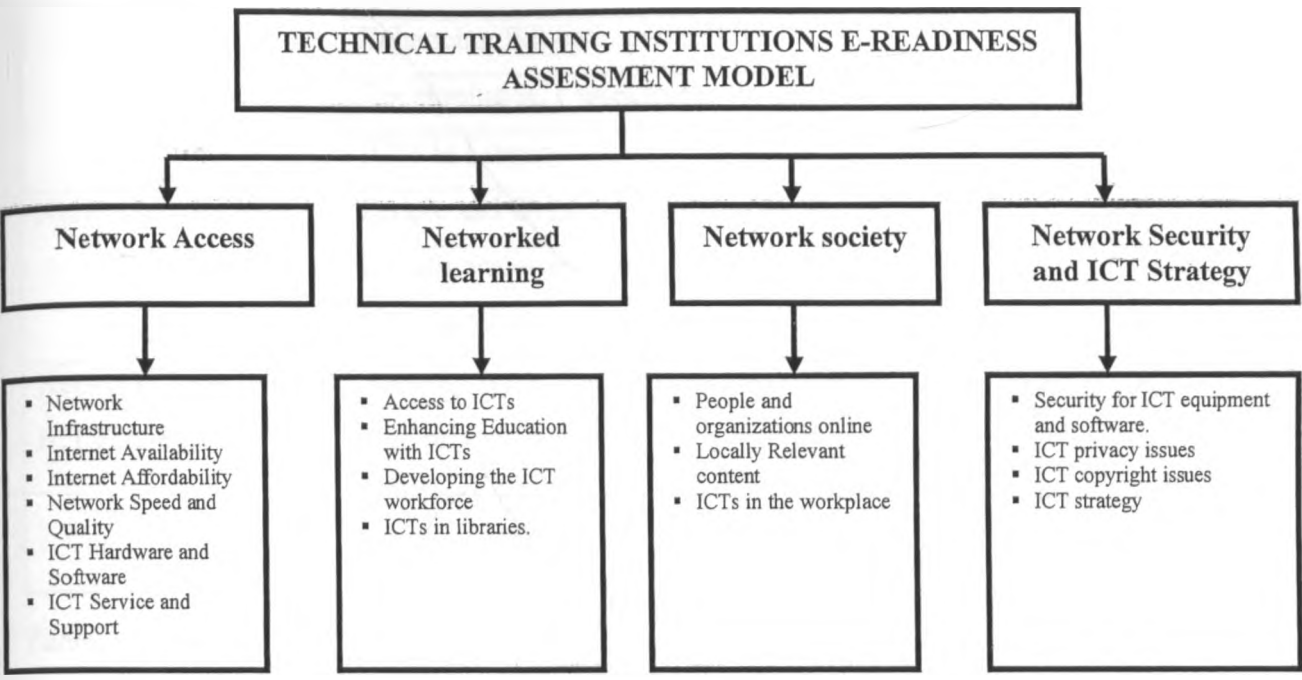 TECHNICAL TRAINING INSTITUTIONS E-READINESS
ASSESSMENT MODEL
Network Access
Networked
learning
Network society
Network Security
and ICT Strategy
▪ Network
Infrastructure
▪ Internet Availability
▪ Internet Affordability
▪ Network Speed and
Quality
▪ ICT Hardware and
Software
▪ ICT Service and
Support
▪ Access to ICTs
▪ Enhancing Education
with ICTs
▪ Developing the ICT
workforce
▪ ICTs in libraries.
▪ People and
organizations online
▪ Locally Relevant
content
▪ ICTs in the workplace
▪ Security for ICT equipment
and software.
▪ ICT privacy issues
▪ ICT copyright issues
▪ ICT strategy